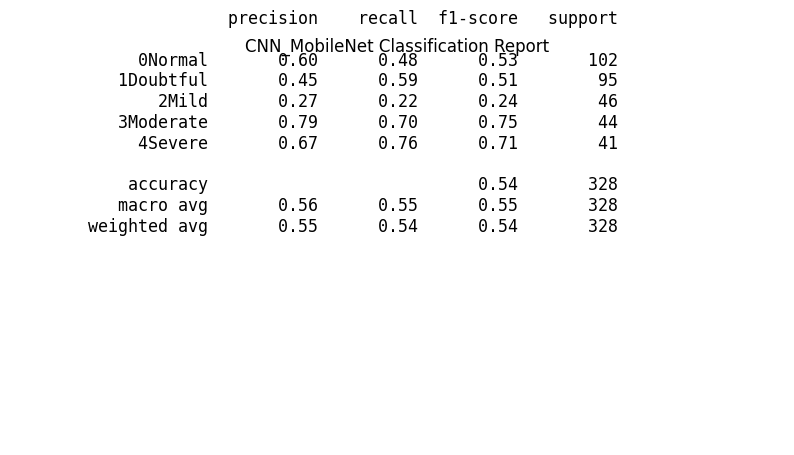 precision recall f1-score support
CNN_MobileNet Classification Report
0Normal 0.60 0.48 0.53 102
1Doubtful 0.45 0.59 0.51 95
2Mild 0.27 0.22 0.24 46
3Moderate 0.79 0.70 0.75 44
4Severe 0.67 0.76 0.71 41
accuracy 0.54 328
macro avg 0.56 0.55 0.55 328
weighted avg 0.55 0.54 0.54 328